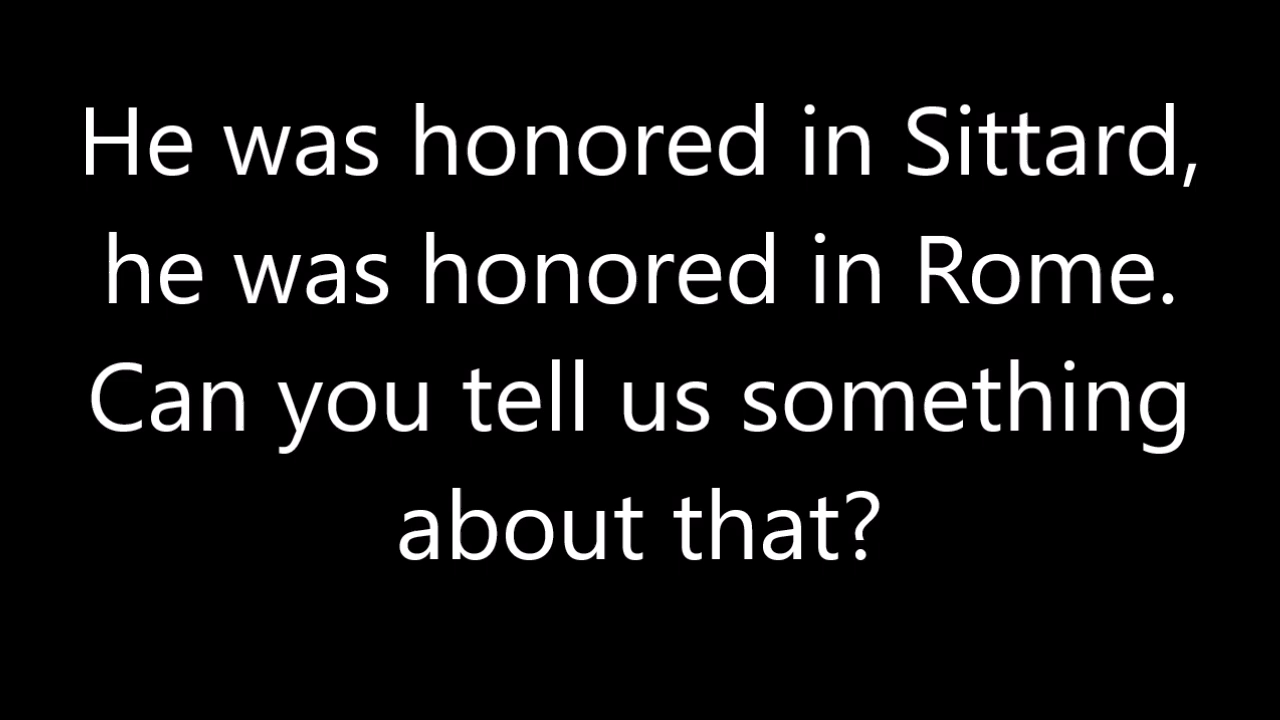 He was honored in Sittard,
he was honored in Rome.
Can you tell us something
about that?